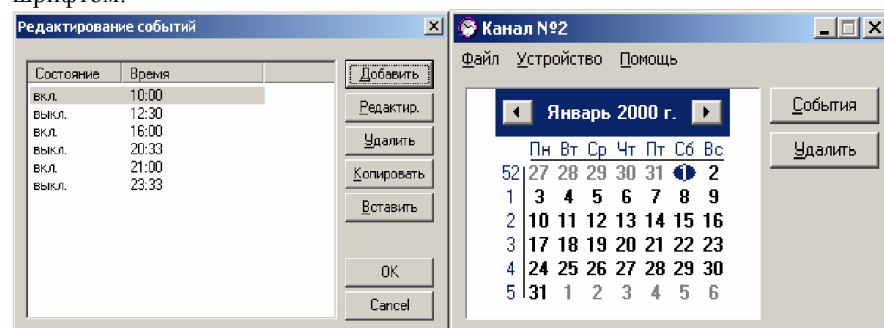 шрифтом.
Редактирование событий
Состояние Время
вкл. 10:00
выкл. 12:30
вкл. 16:00
выкл. 20:33
вкл. 21:00
выкл. 23:33
Добавить
Редактир.
Удалить
Копировать
Вставить
OK
Cancel
Канал №2
Файл Устройство Помощь
Январь 2000 г.
Пн Вт Ср Чт Пт Сб Вс
52 27 28 29 30 31 1 2
1 3 4 5 6 7 8 9
2 10 11 12 13 14 15 16
3 17 18 19 20 21 22 23
4 24 25 26 27 28 29 30
5 31 1 2 3 4 5 6
События
Удалить